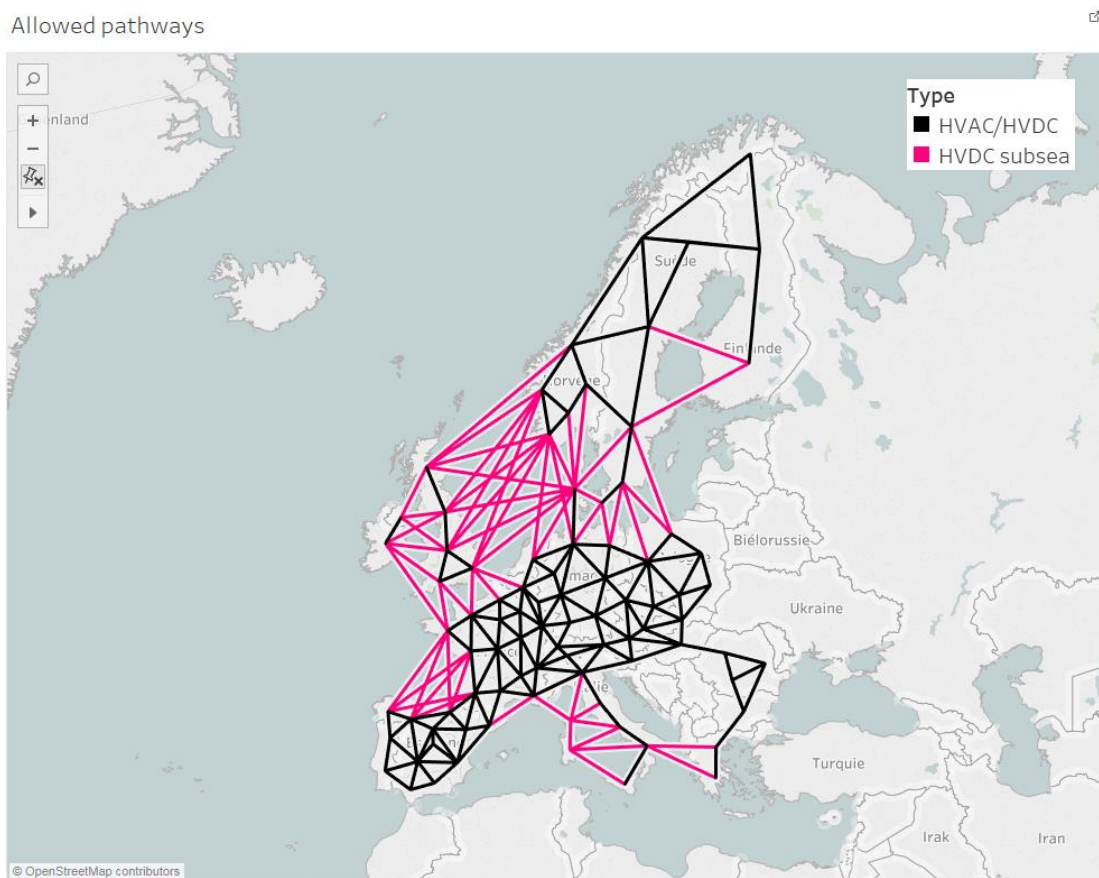 Allowed pathways
Type
HVAC/HVDC
HVDC subsea
Suède
Finlande
Norvège
Biélorussie
Ukraine
Turquie
Irak
Iran
© OpenStreetMap contributors